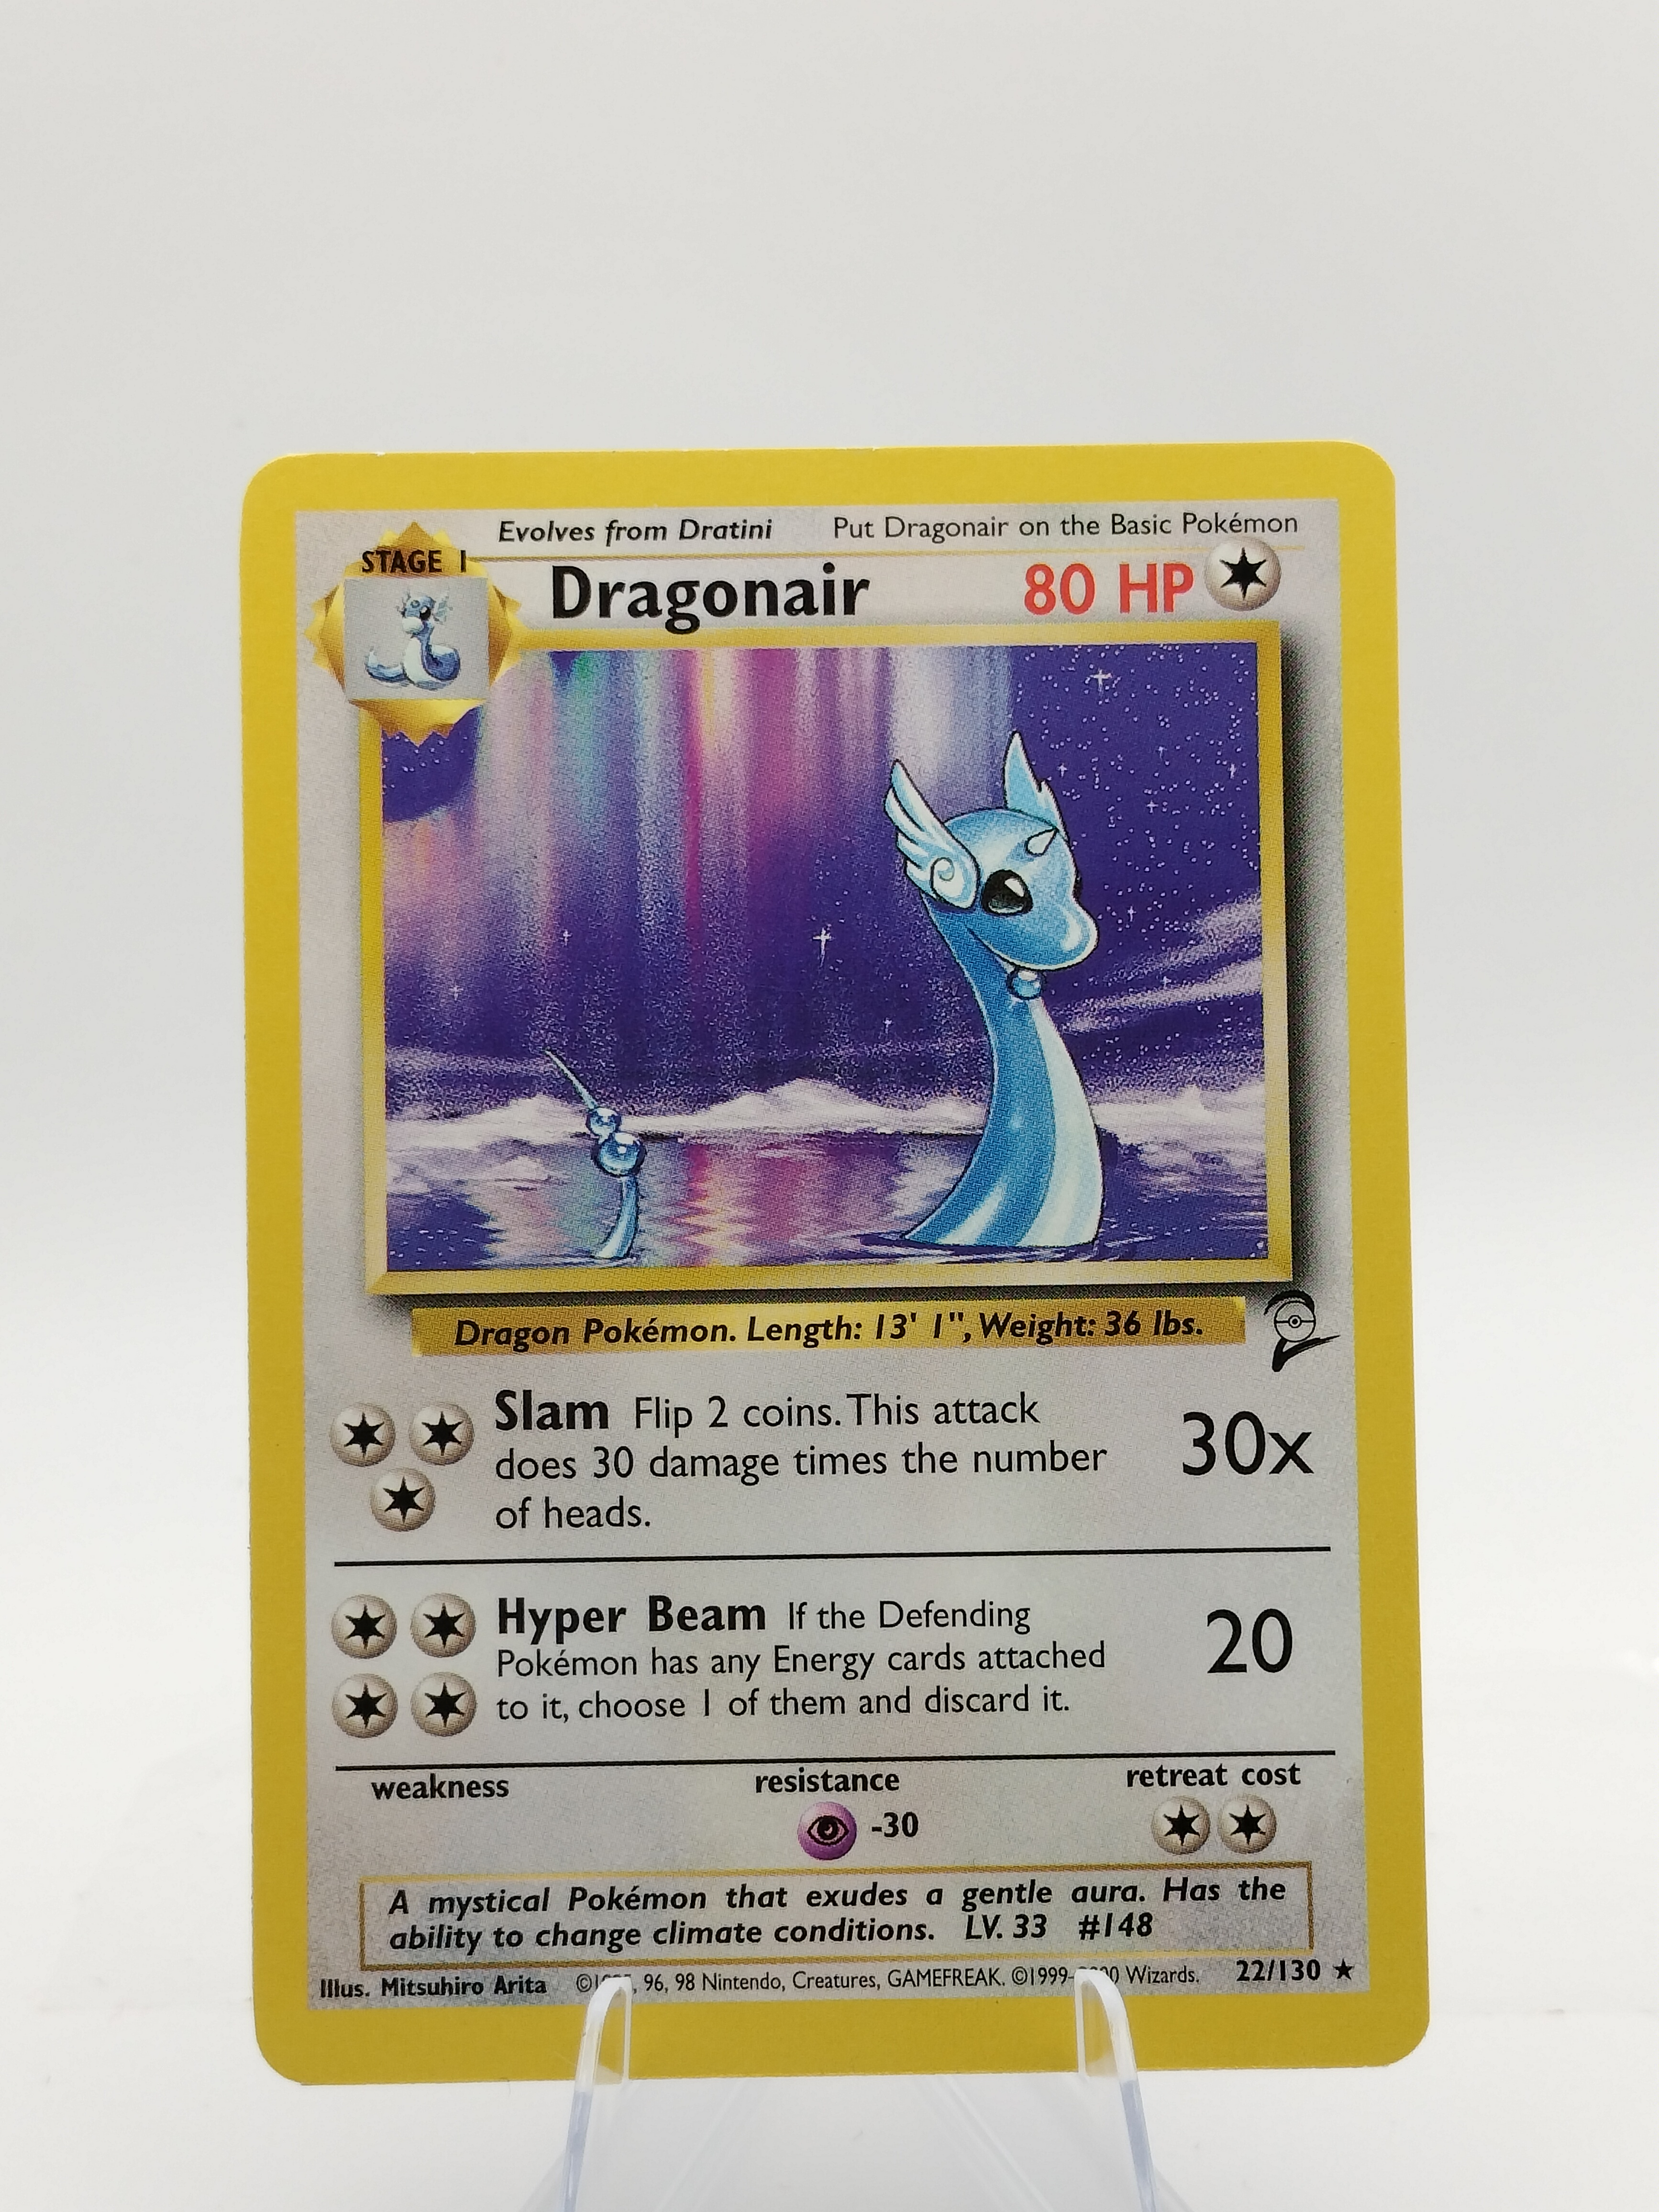 Evolves from Dratini Put Dragonair on the Basic Pokémon
STAGE 1
Dragonair 80 HP
Dragon Pokémon. Length: 13' 1", Weight: 36 lbs.
Slam Flip 2 coins. This attack
does 30 damage times the number
of heads.
30x
Hyper Beam If the Defending
Pokémon has any Energy cards attached
to it, choose 1 of them and discard it.
20
weakness resistance retreat cost
-30
A mystical Pokémon that exudes a gentle aura. Has the
ability to change climate conditions. LV. 33 #148
Illus. Mitsuhiro Arita , 96, 98 Nintendo, Creatures, GAMEFREAK. Wizards. 22/130 ★